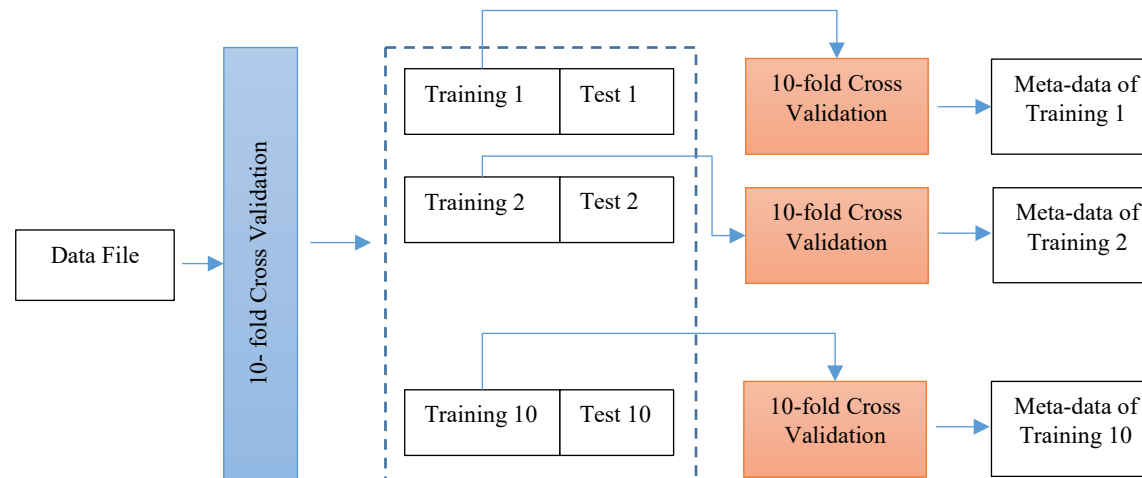 Data File
10- fold Cross Validation
Training 1
Test 1
10-fold Cross
Validation
Meta-data of
Training 1
Training 2
Test 2
10-fold Cross
Validation
Meta-data of
Training 2
Training 10
Test 10
10-fold Cross
Validation
Meta-data of
Training 10